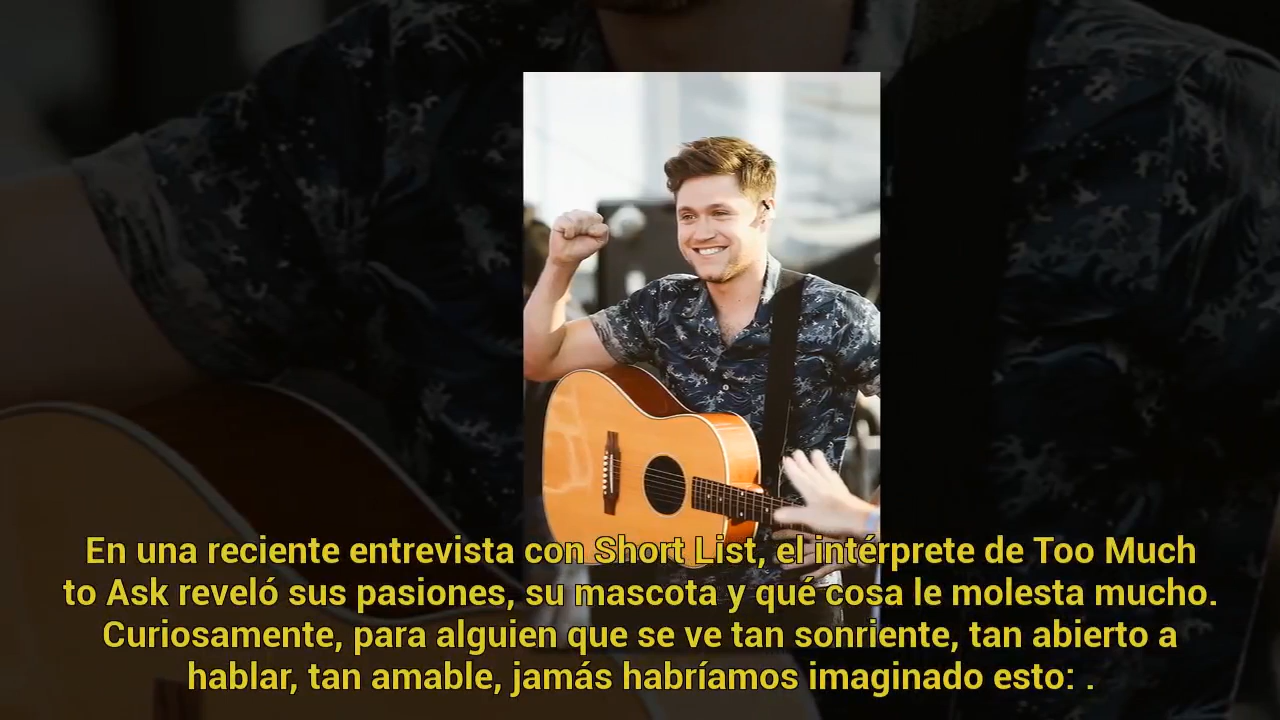 En una reciente entrevista con Short List, el intérprete de Too Much
to Ask reveló sus pasiones, su mascota y qué cosa le molesta mucho.
Curiosamente, para alguien que se ve tan sonriente, tan abierto a
hablar, tan amable, jamás habríamos imaginado esto: .